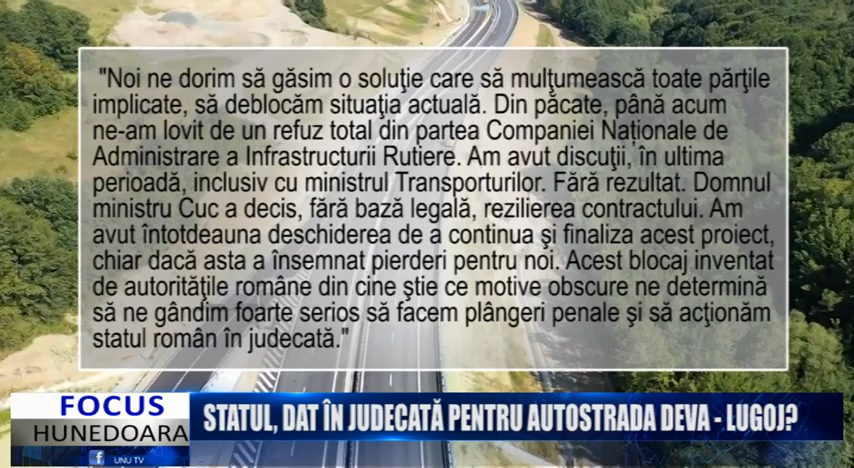 "Noi ne dorim să găsim o soluţie care să mulţumească toate părţile
implicate, să deblocăm situaţia actuală. Din păcate, până acum
ne-am lovit de un refuz total din partea Companiei Naţionale de
Administrare a Infrastructurii Rutiere. Am avut discuţii, în ultima
perioadă, inclusiv cu ministrul Transporturilor. Fără rezultat. Domnul
ministru Cuc a decis, fără bază legală, rezilierea contractului. Am
avut întotdeauna deschiderea de a continua şi finaliza acest proiect,
chiar dacă asta a însemnat pierderi pentru noi. Acest blocaj inventat
de autorităţile române din cine ştie ce motive obscure ne determină
să ne gândim foarte serios să facem plângeri penale şi să acţionăm
statul român în judecată."
FOCUS
HUNEDOARA
f UNU TV
STATUL, DAT ÎN JUDECATĂ PENTRU AUTOSTRADA DEVA - LUGOJ?